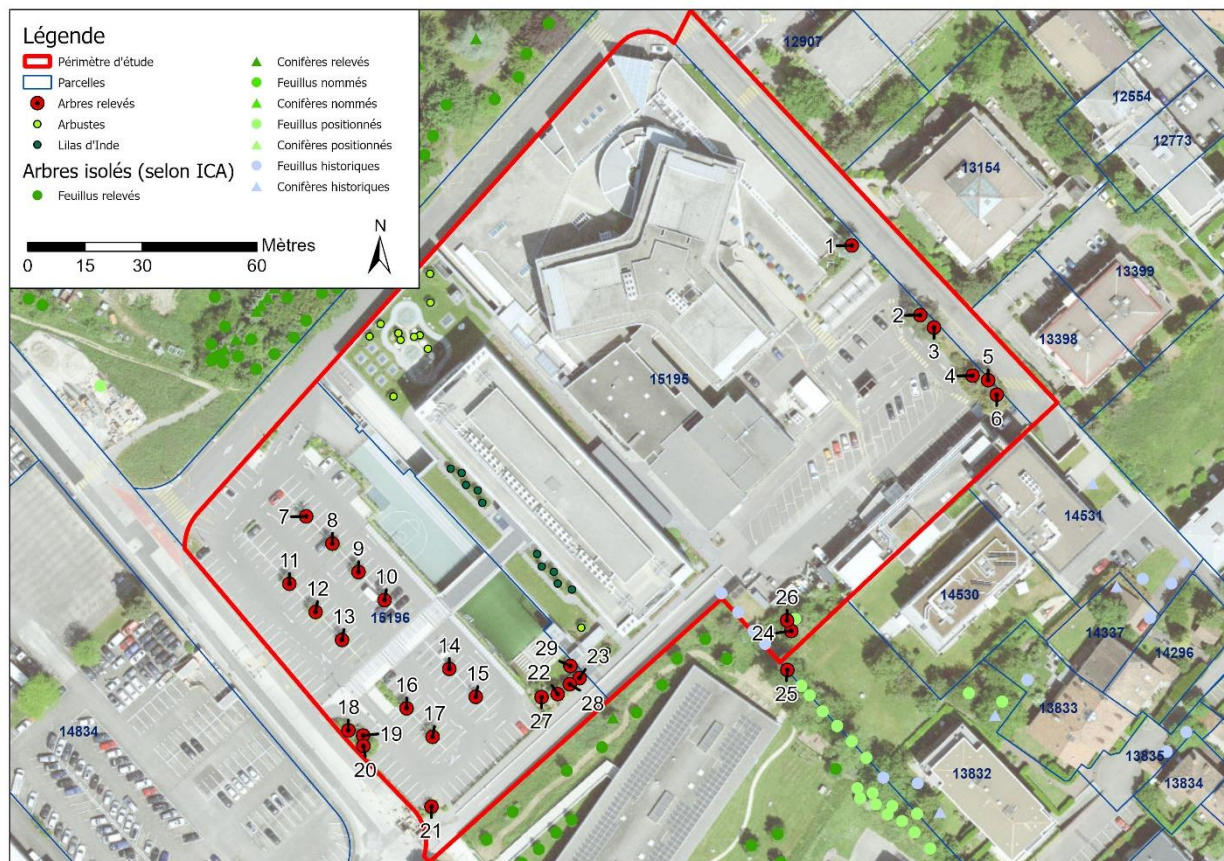 Légende
Périmètre d'étude
Parcelles
Arbres relevés
Arbustes
Lilas d'Inde
Arbres isolés (selon ICA)
Feuillus relevés
Conifères relevés
Feuillus nommés
Conifères nommés
Feuillus positionnés
Conifères positionnés
Feuillus historiques
Conifères historiques
N
Mètres
0 15 30 60
12907
12554
12773
13154
13399
13398
15195
14531
14530
15196
14337
14296
13833
13835
13834
13832
14834
1
2
3
4
5
6
7
8
9
10
11
12
13
14
15
16
17
18
19
20
21
22
23
24
25
26
27
28
29